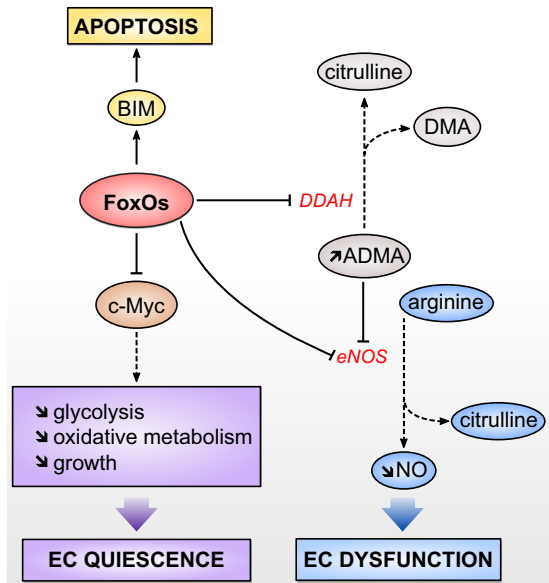 APOPTOSIS
BIM
FoxOs
c-Myc
↘ glycolysis
↘ oxidative metabolism
↘ growth
EC QUIESCENCE
citrulline
DMA
DDAH
↗ADMA
eNOS
arginine
citrulline
↘NO
EC DYSFUNCTION